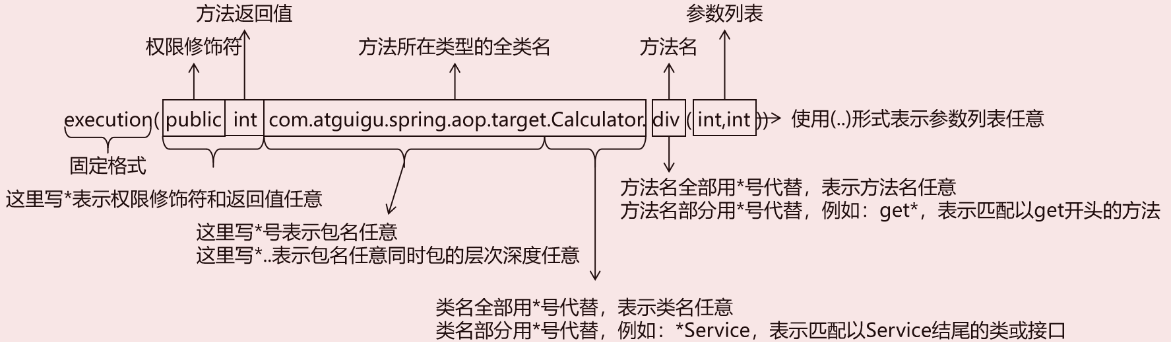 方法返回值
参数列表
权限修饰符
方法所在类型的全类名
方法名
execution( public int com.atguigu.spring.aop.target.Calculator. div ( int,int ))
使用(..)形式表示参数列表任意
固定格式
这里写*表示权限修饰符和返回值任意
方法名全部用*号代替，表示方法名任意
方法名部分用*号代替，例如：get*，表示匹配以get开头的方法
这里写*号表示包名任意
这里写*..表示包名任意同时包的层次深度任意
类名全部用*号代替，表示类名任意
类名部分用*号代替，例如：*Service，表示匹配以Service结尾的类或接口